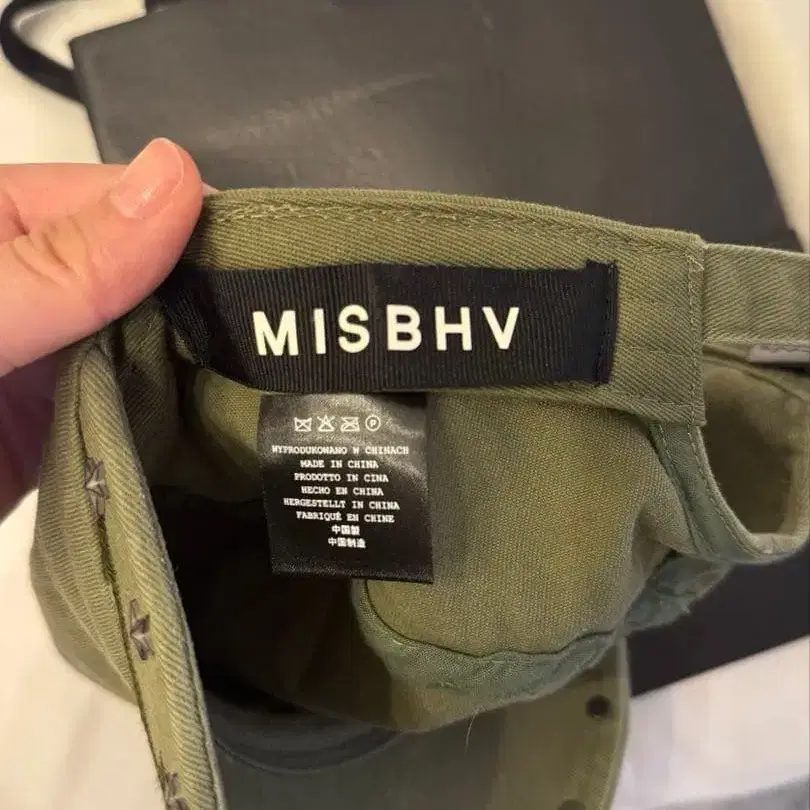 MISBHV
P
WYPRODUKOWANO W CHINACH
MADE IN CHINA
PRODOTTO IN CINA
HECHO EN CHINA
HERGESTELLT IN CHINA
FABRIQUÉ EN CHINE
中国製
中国制造